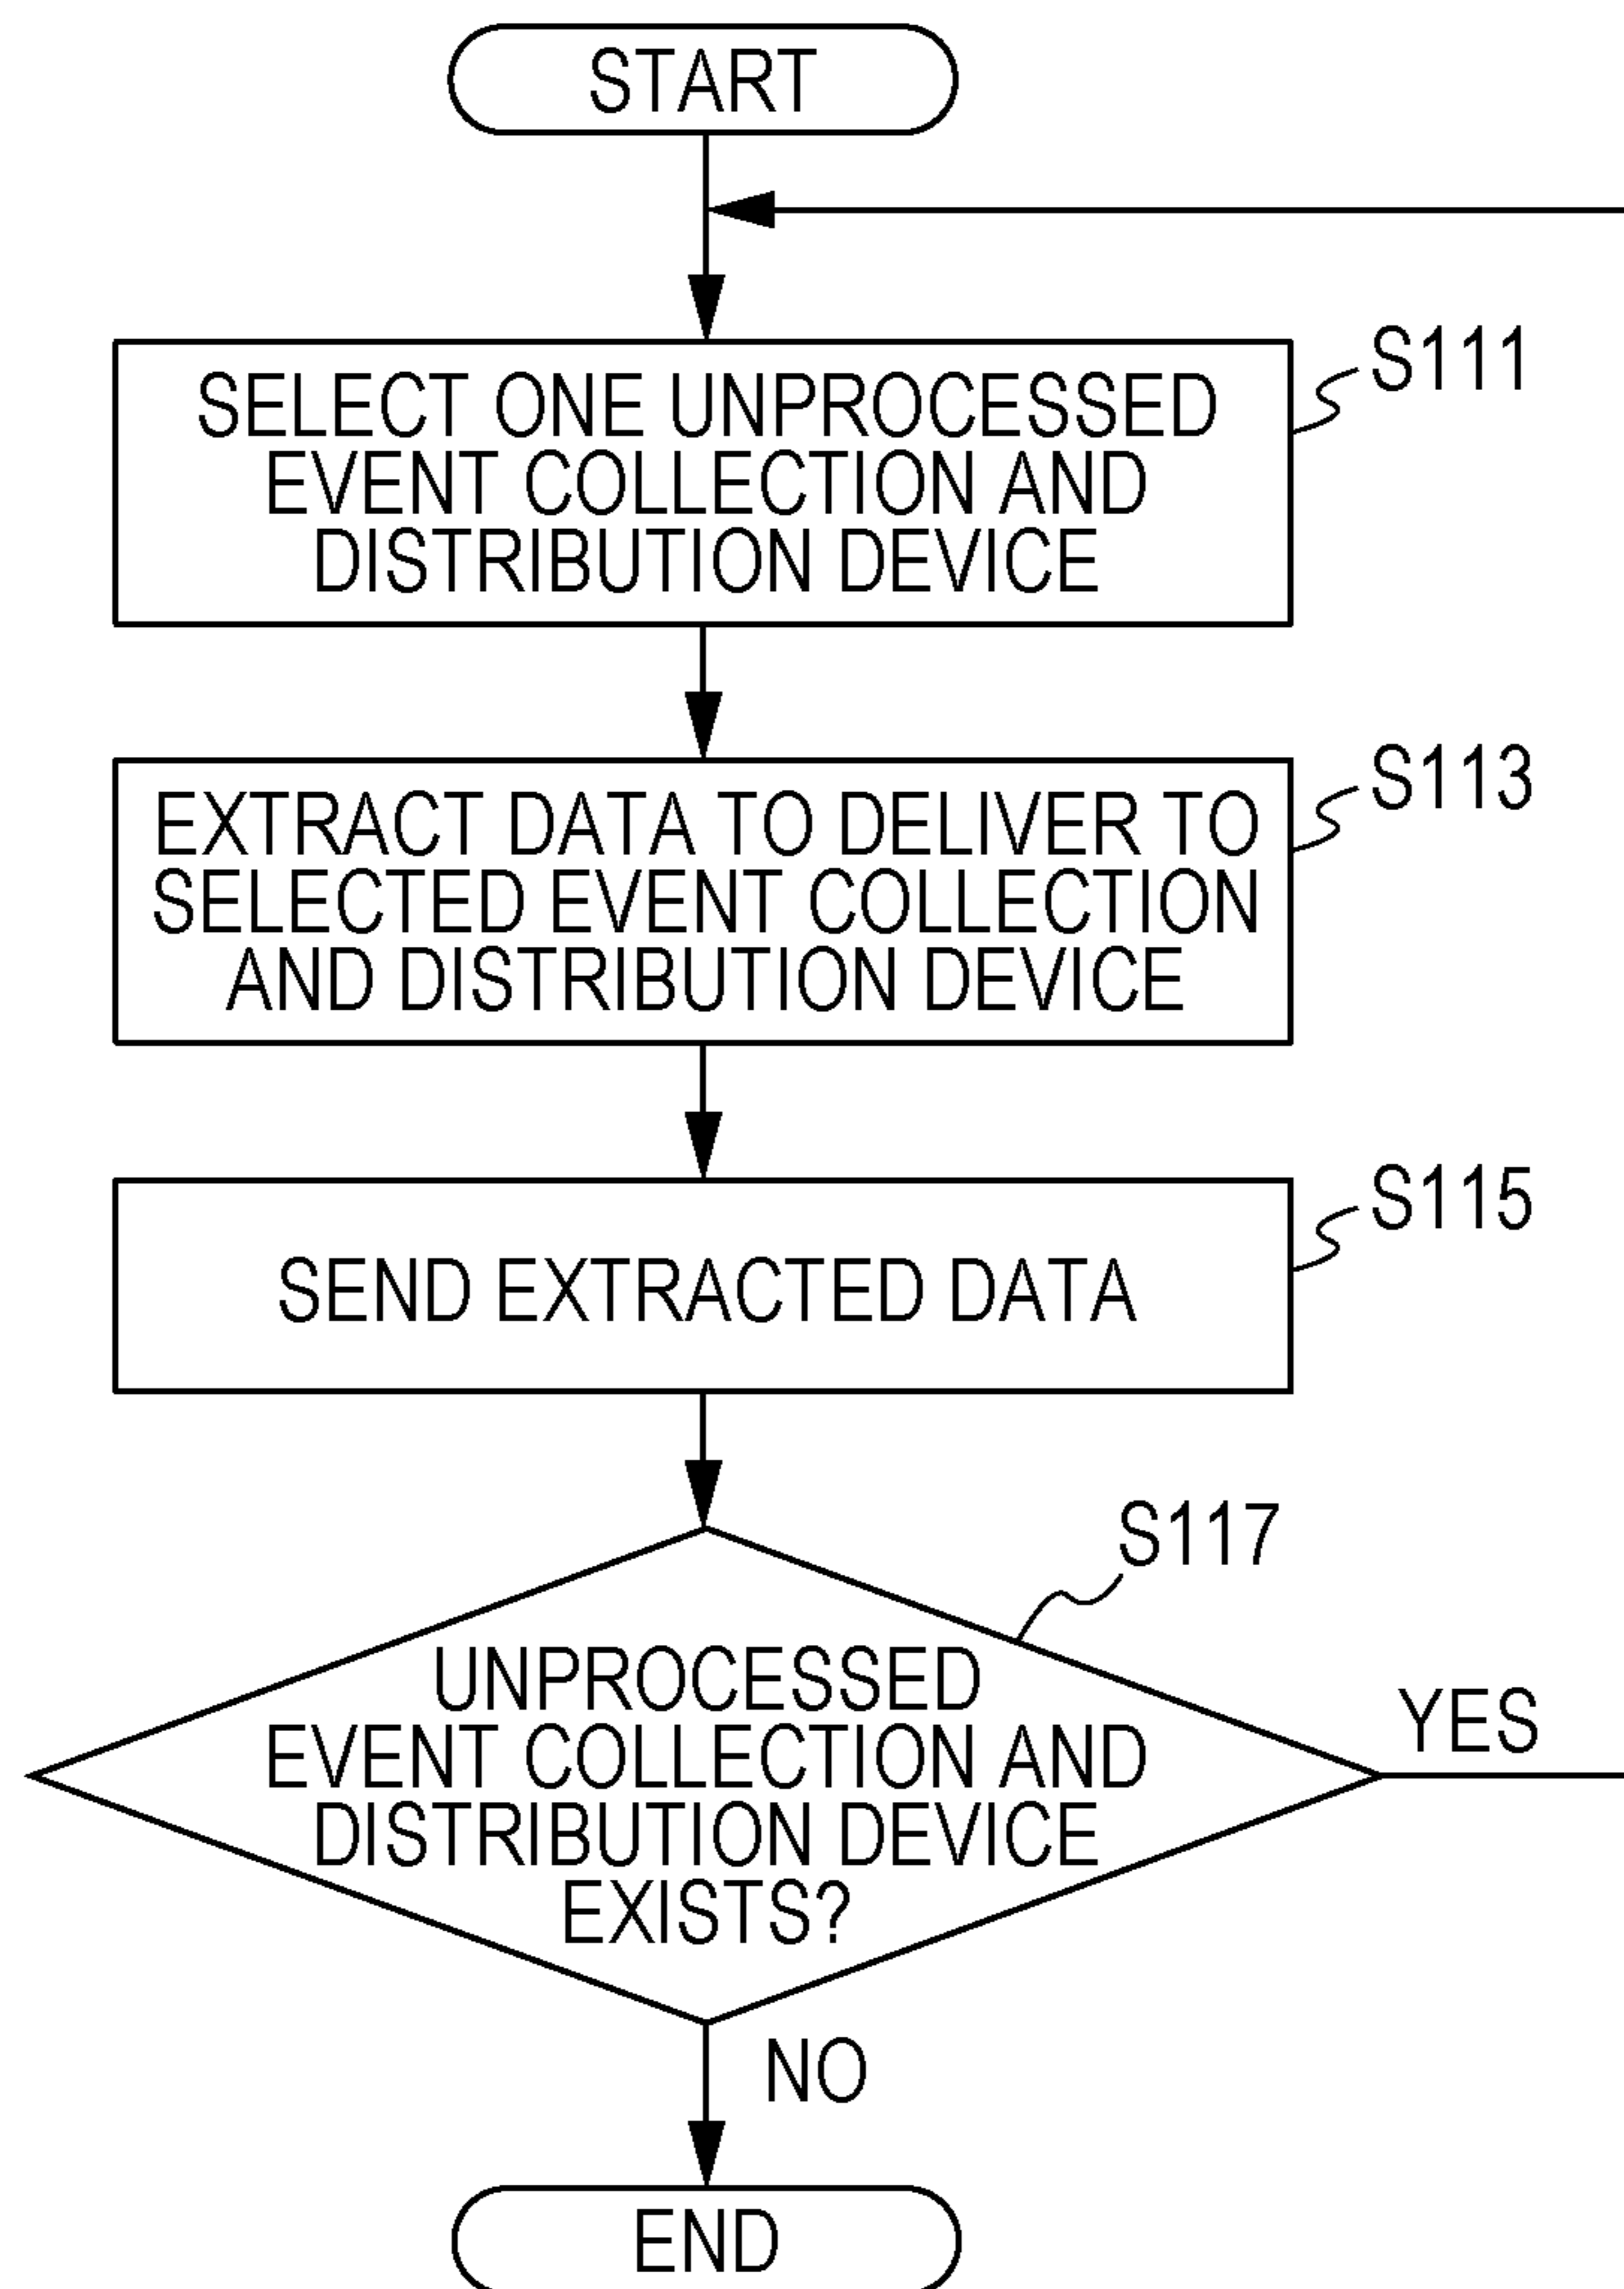 START
S111
SELECT ONE UNPROCESSED
EVENT COLLECTION AND
DISTRIBUTION DEVICE
S113
EXTRACT DATA TO DELIVER TO
SELECTED EVENT COLLECTION
AND DISTRIBUTION DEVICE
S115
SEND EXTRACTED DATA
S117
UNPROCESSED
EVENT COLLECTION AND
DISTRIBUTION DEVICE
EXISTS?
YES
NO
END